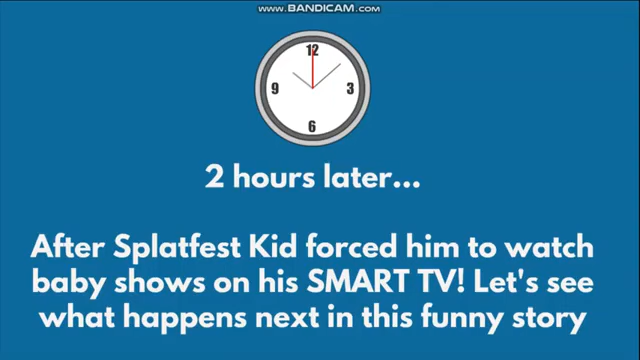 www.BANDICAM.com
12
9 3
6
2 hours later...
After Splatfest Kid forced him to watch
baby shows on his SMART TV! Let's see
what happens next in this funny story